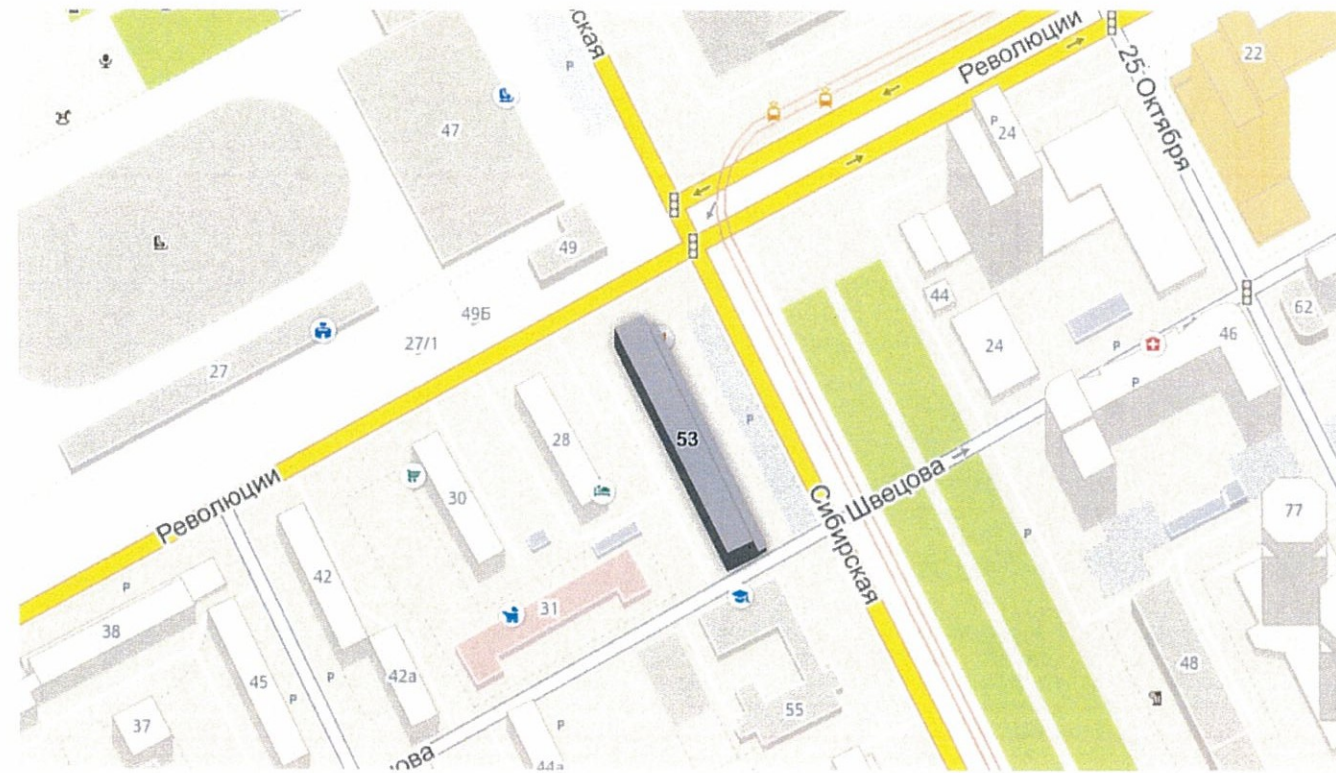 ская
P
Революции
25 Октября
22
47
P
24
49
44
49Б
27/1
24
P
46
62
27
P
28
53
P
30
Швецова
Революции
Сибирская
77
P
42
31
P
38
42а
45
P
P
48
55
37
P
ова
44а